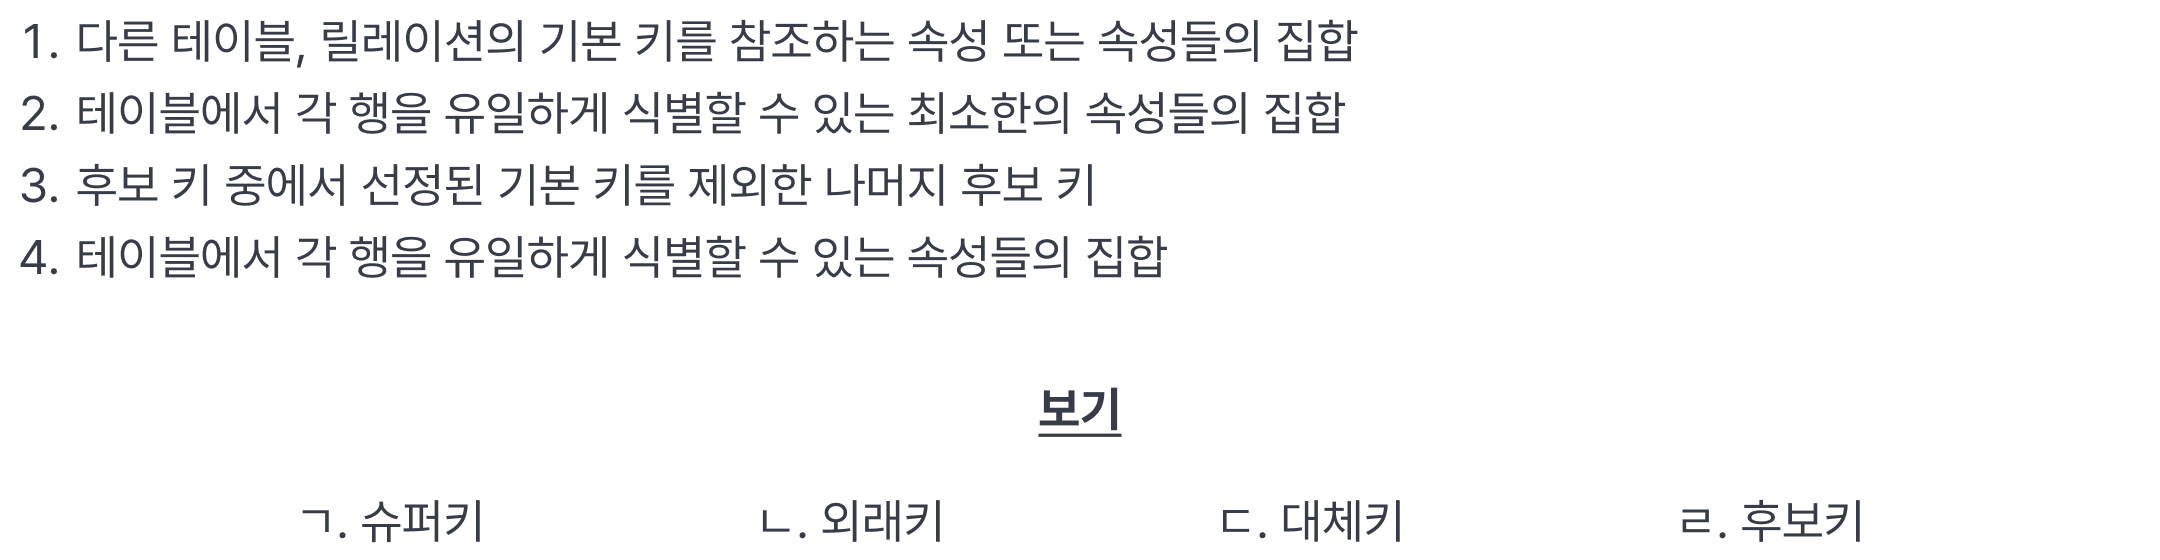 1. 다른 테이블, 릴레이션의 기본 키를 참조하는 속성 또는 속성들의 집합
2. 테이블에서 각 행을 유일하게 식별할 수 있는 최소한의 속성들의 집합
3. 후보 키 중에서 선정된 기본 키를 제외한 나머지 후보 키
4. 테이블에서 각 행을 유일하게 식별할 수 있는 속성들의 집합
보기
ㄱ. 슈퍼키 ㄴ. 외래키 ㄷ. 대체키 ㄹ. 후보키